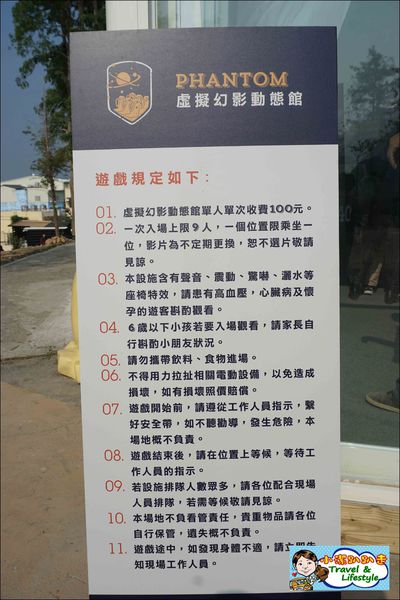 PHANTOM
虛擬幻影動態館
遊戲規定如下:
01. 虛擬幻影動態館單人單次收費100元。
02. 一次入場上限9人，一個位置限乘坐一
位，影片為不定期更換，恕不選片敬請
見諒。
03. 本設施含有聲音、震動、驚嚇、灑水等
座椅特效，請患有高血壓，心臟病及懷
孕的遊客斟酌觀看。
04. 6歲以下小孩若要入場觀看，請家長自
行斟酌小朋友狀況。
05. 請勿攜帶飲料、食物進場。
06. 不得用力拉扯相關電動設備，以免造成
損壞，如有損壞照價賠償。
07. 遊戲開始前，請遵從工作人員指示，繫
好安全帶，如不聽勸導，發生危險，本
場地概不負責。
08. 遊戲結束後，請在位置上等候，等待工
作人員的指示。
09. 若設施排隊人數眾多，請各位配合現場
人員排隊，若需等候敬請見諒。
10. 本場地不負看管責任，貴重物品請各位
自行保管，遺失概不負責。
11. 遊戲途中，如發現身體不適，請立即告
知現場工作人員。
小潔趴趴走
Travel &
Lifestyle